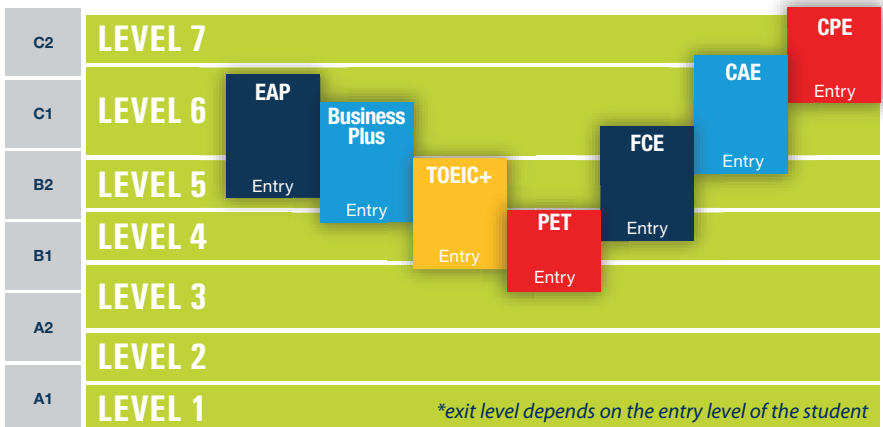 C2
C1
B2
B1
A2
A1
LEVEL 7
LEVEL 6
LEVEL 5
LEVEL 4
LEVEL 3
LEVEL 2
LEVEL 1
EAP
Entry
Business
Plus
Entry
TOEIC+
Entry
PET
Entry
FCE
Entry
CAE
Entry
CPE
Entry
*exit level depends on the entry level of the student